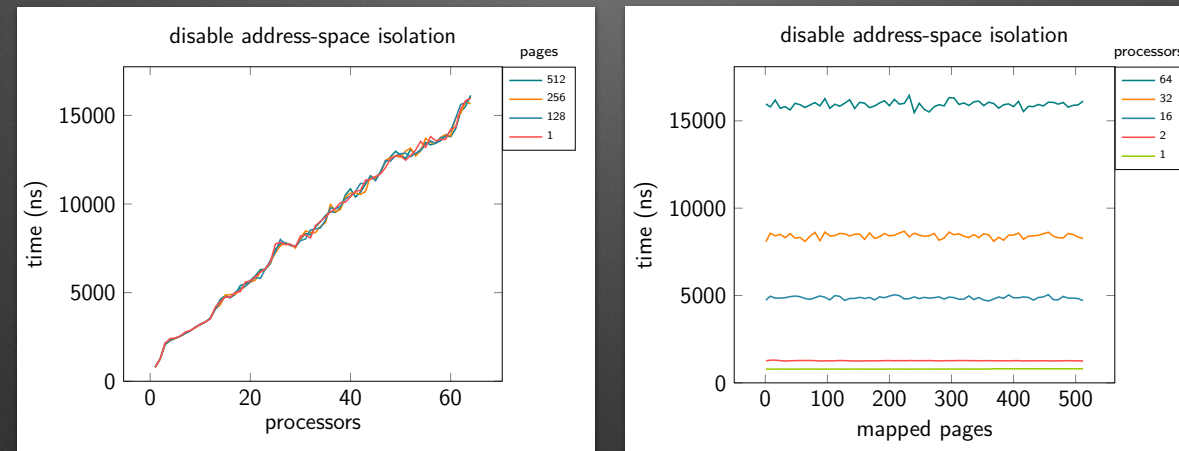 disable address-space isolation
pages
512
256
128
1
15000
10000
5000
0
time (ns)
0 20 40 60
processors
disable address-space isolation
processors
64
32
16
2
1
15000
10000
5000
0
time (ns)
0 100 200 300 400 500
mapped pages